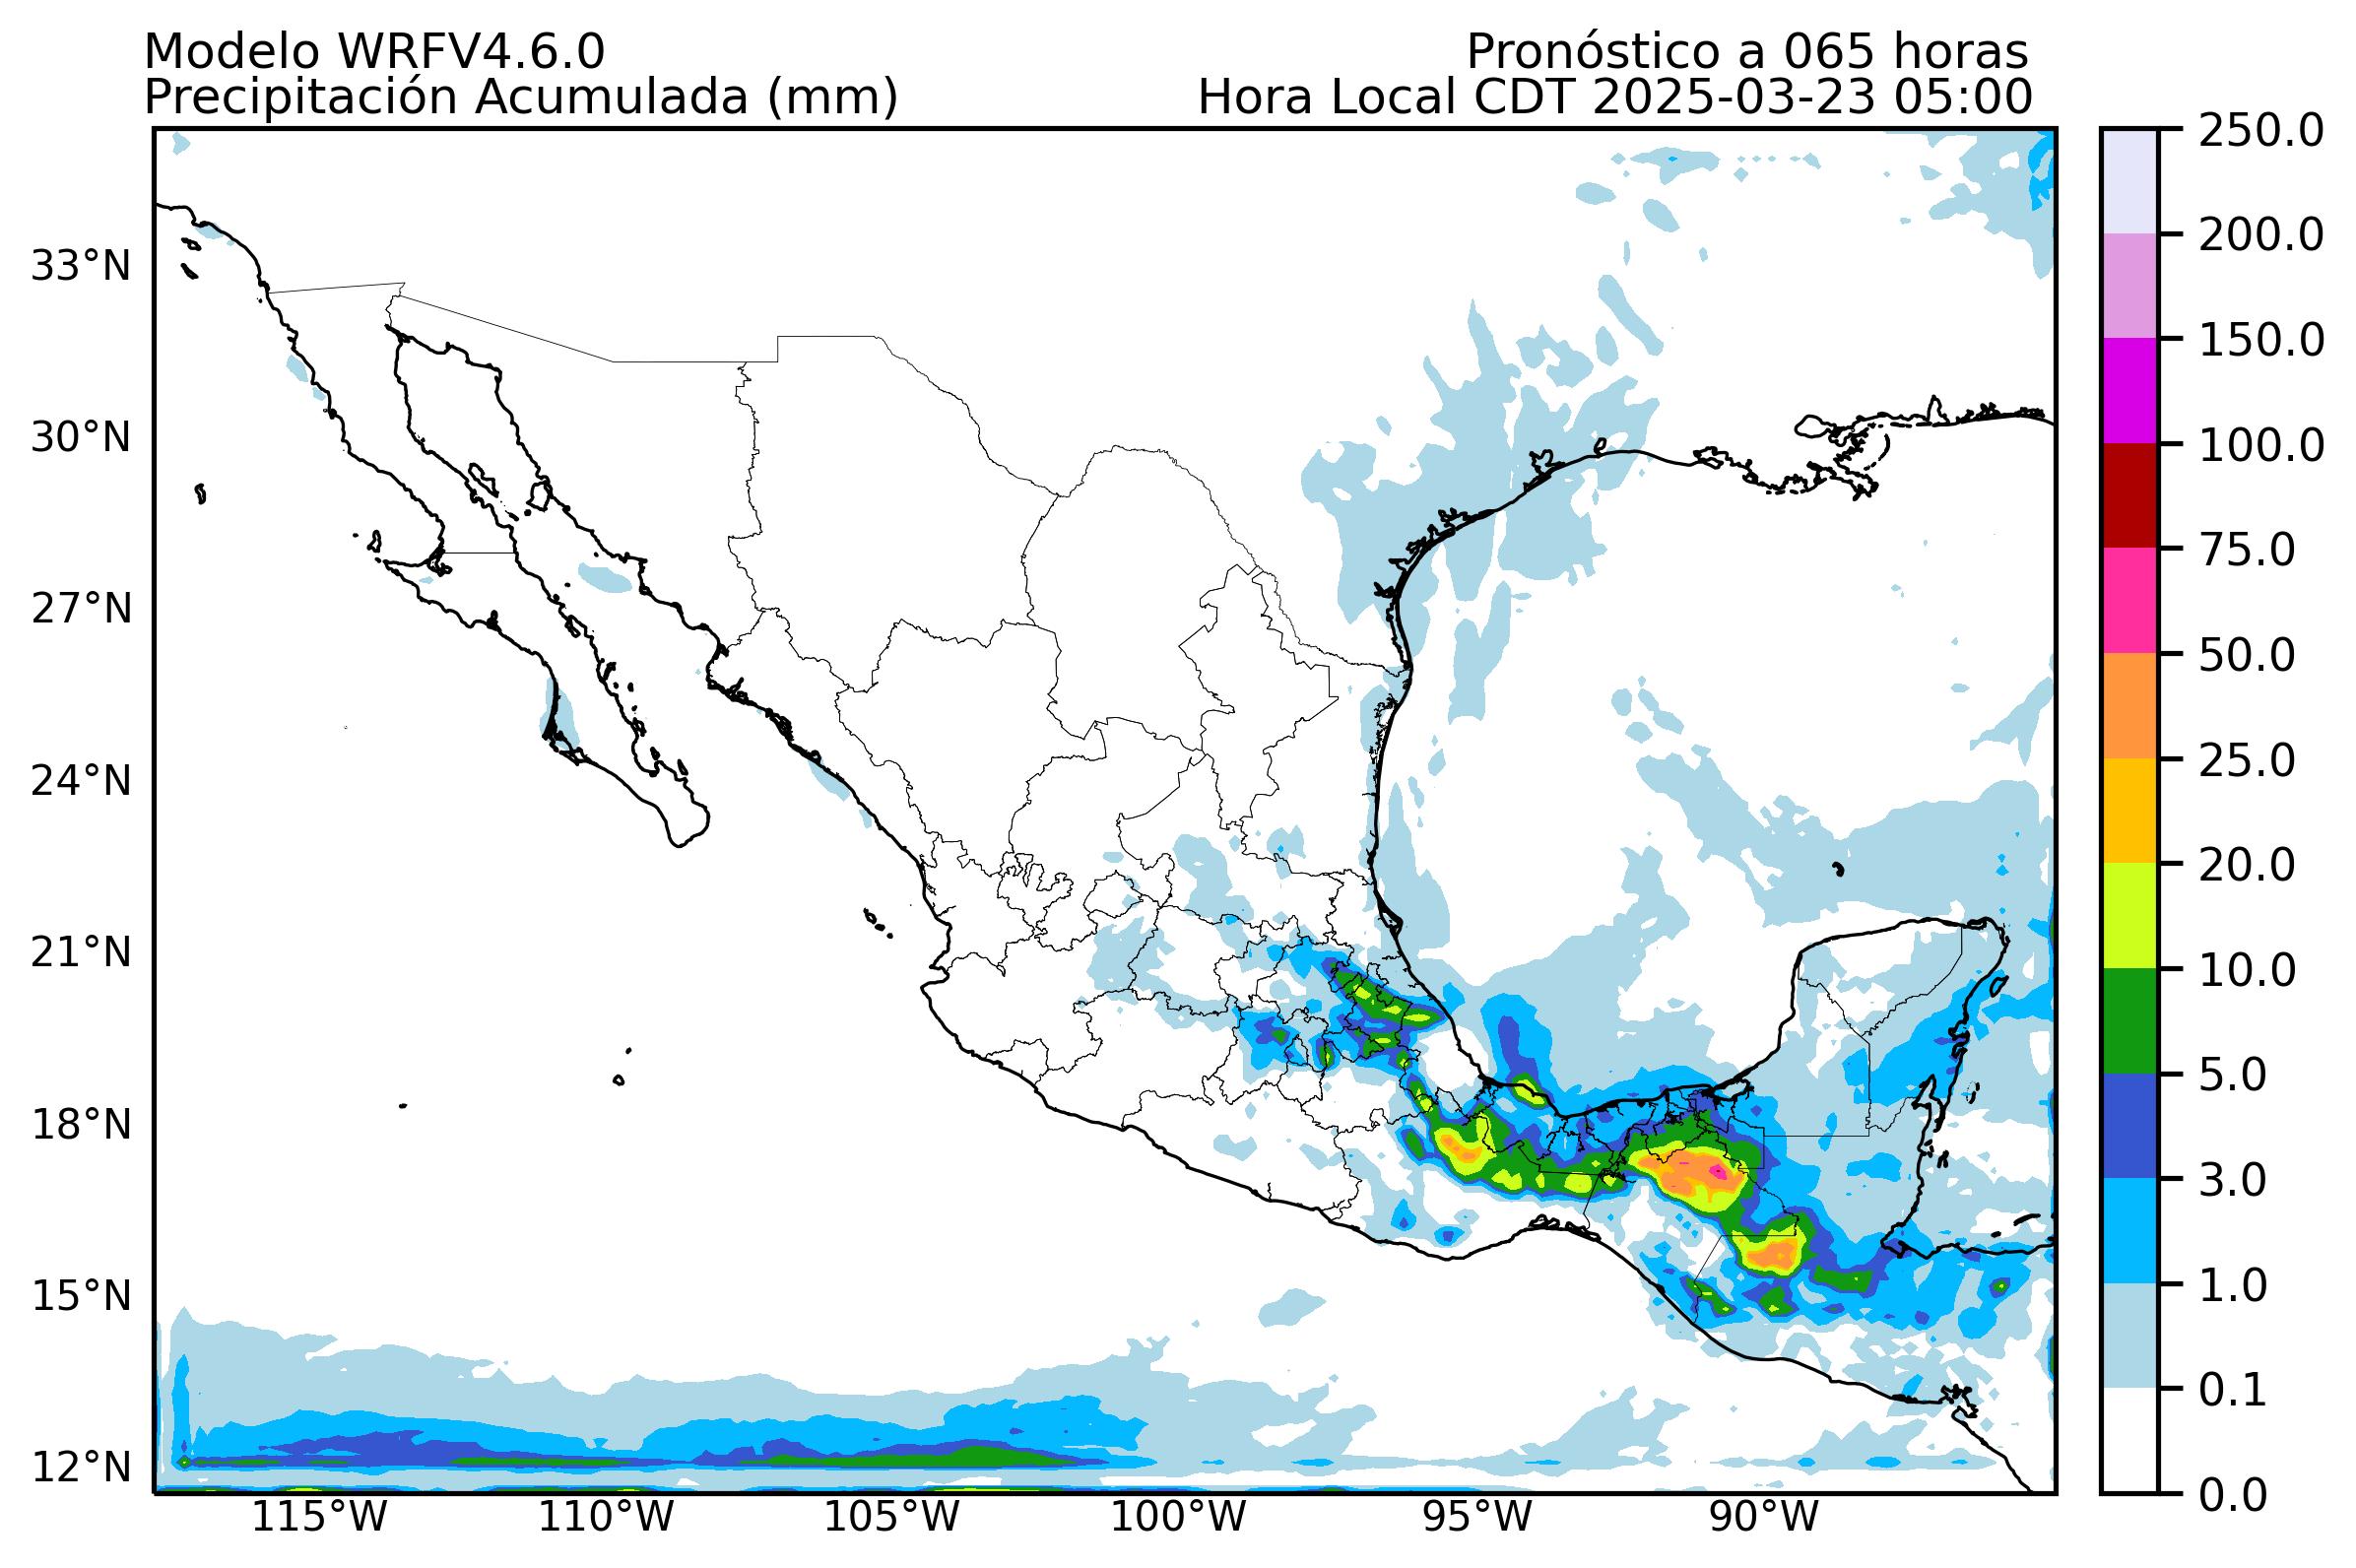 Modelo WRFV4.6.0
Pronóstico a 065 horas
Precipitación Acumulada (mm)
Hora Local CDT 2025-03-23 05:00
33°N
30°N
27°N
24°N
21°N
18°N
15°N
12°N
115°W
110°W
105°W
100°W
95°W
90°W
250.0
200.0
150.0
100.0
75.0
50.0
25.0
20.0
10.0
5.0
3.0
1.0
0.1
0.0